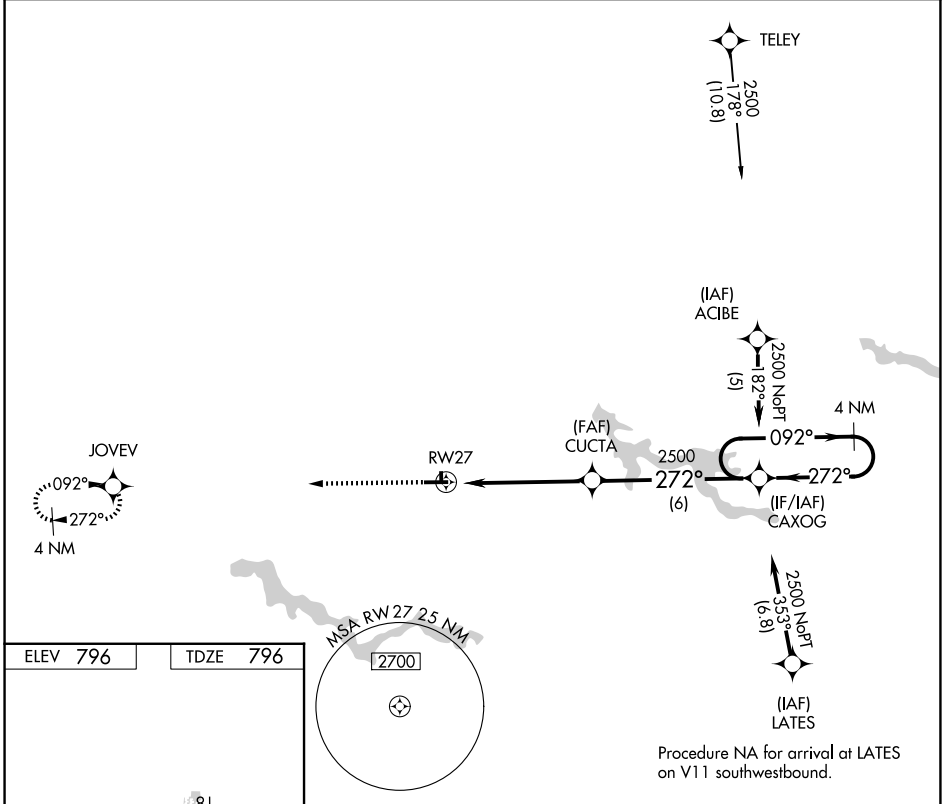 TELEY
2500
178°
(10.8)
(IAF)
ACIBE
2500 NoPT
182°
(5)
4 NM
092°
272°
(IF/IAF)
CAXOG
(FAF)
CUCTA
2500
272°
(6)
RW27
JOVEV
092°
272°
4 NM
2500 NoPT
353°
(6.8)
(IAF)
LATES
Procedure NA for arrival at LATES
on V11 southwestbound.
MSA RW 27 25 NM
2700
ELEV 796
TDZE 796